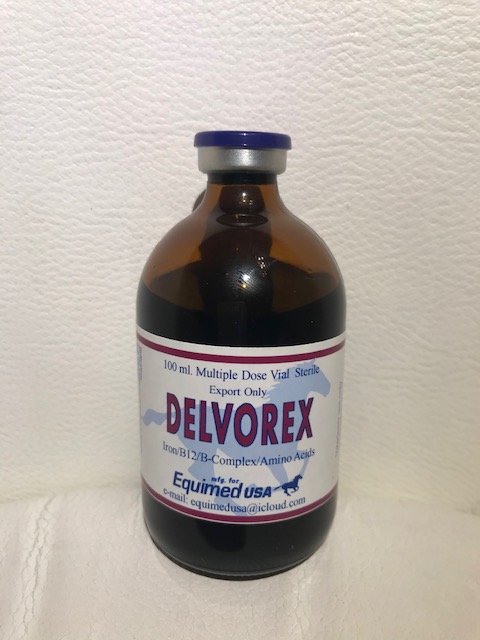 100 ml. Multiple Dose Vial Sterile
Export Only
DELVOREX
Iron/B12/B-Complex/Amino Acids
mfg. for
Equimed USA
e-mail: equimedusa@icloud.com